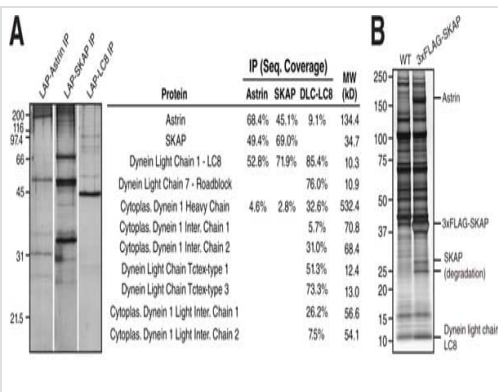 A
LAP-Astrin IP
LAP-SKAP IP
LAP-LC8 IP
200
116
97.4
66
45
31
21.5
IP (Seq. Coverage)
Protein Astrin SKAP DLC-LC8 MW (kD)
Astrin 68.4% 45.1% 9.1% 134.4
SKAP 49.4% 69.0% 34.7
Dynein Light Chain 1 - LC8 52.8% 71.9% 85.4% 10.3
Dynein Light Chain 7 - Roadblock 76.0% 10.9
Cytoplas. Dynein 1 Heavy Chain 4.6% 2.8% 32.6% 532.4
Cytoplas. Dynein 1 Inter. Chain 1 5.7% 70.8
Cytoplas. Dynein 1 Inter. Chain 2 31.0% 68.4
Dynein Light Chain Tctex-type 1 51.3% 12.4
Dynein Light Chain Tctex-type 3 73.3% 13.0
Cytoplas. Dynein 1 Light Inter. Chain 1 26.2% 56.6
Cytoplas. Dynein 1 Light Inter. Chain 2 7.5% 54.1
B
WT
3xFLAG-SKAP
250
150
100
75
50
37
25
20
15
10
Astrin
3xFLAG-SKAP
SKAP
(degradation)
Dynein light chain
LC8